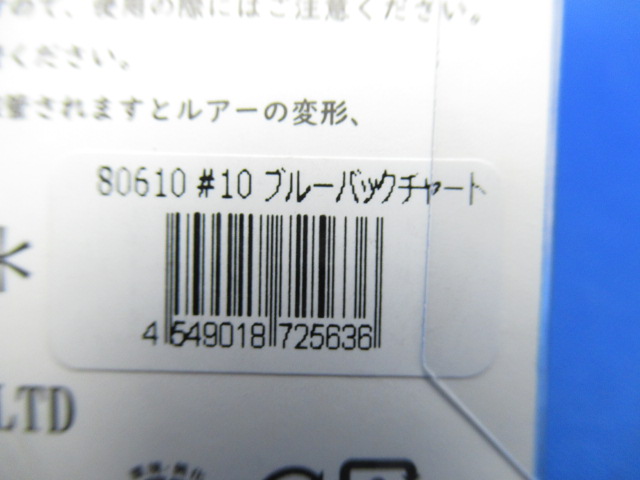 ので、使用の際にはご注意ください。
ください。
管されますとルアーの変形、
80610 #10 ブルーバックチャート
4 549018 725636
LTD